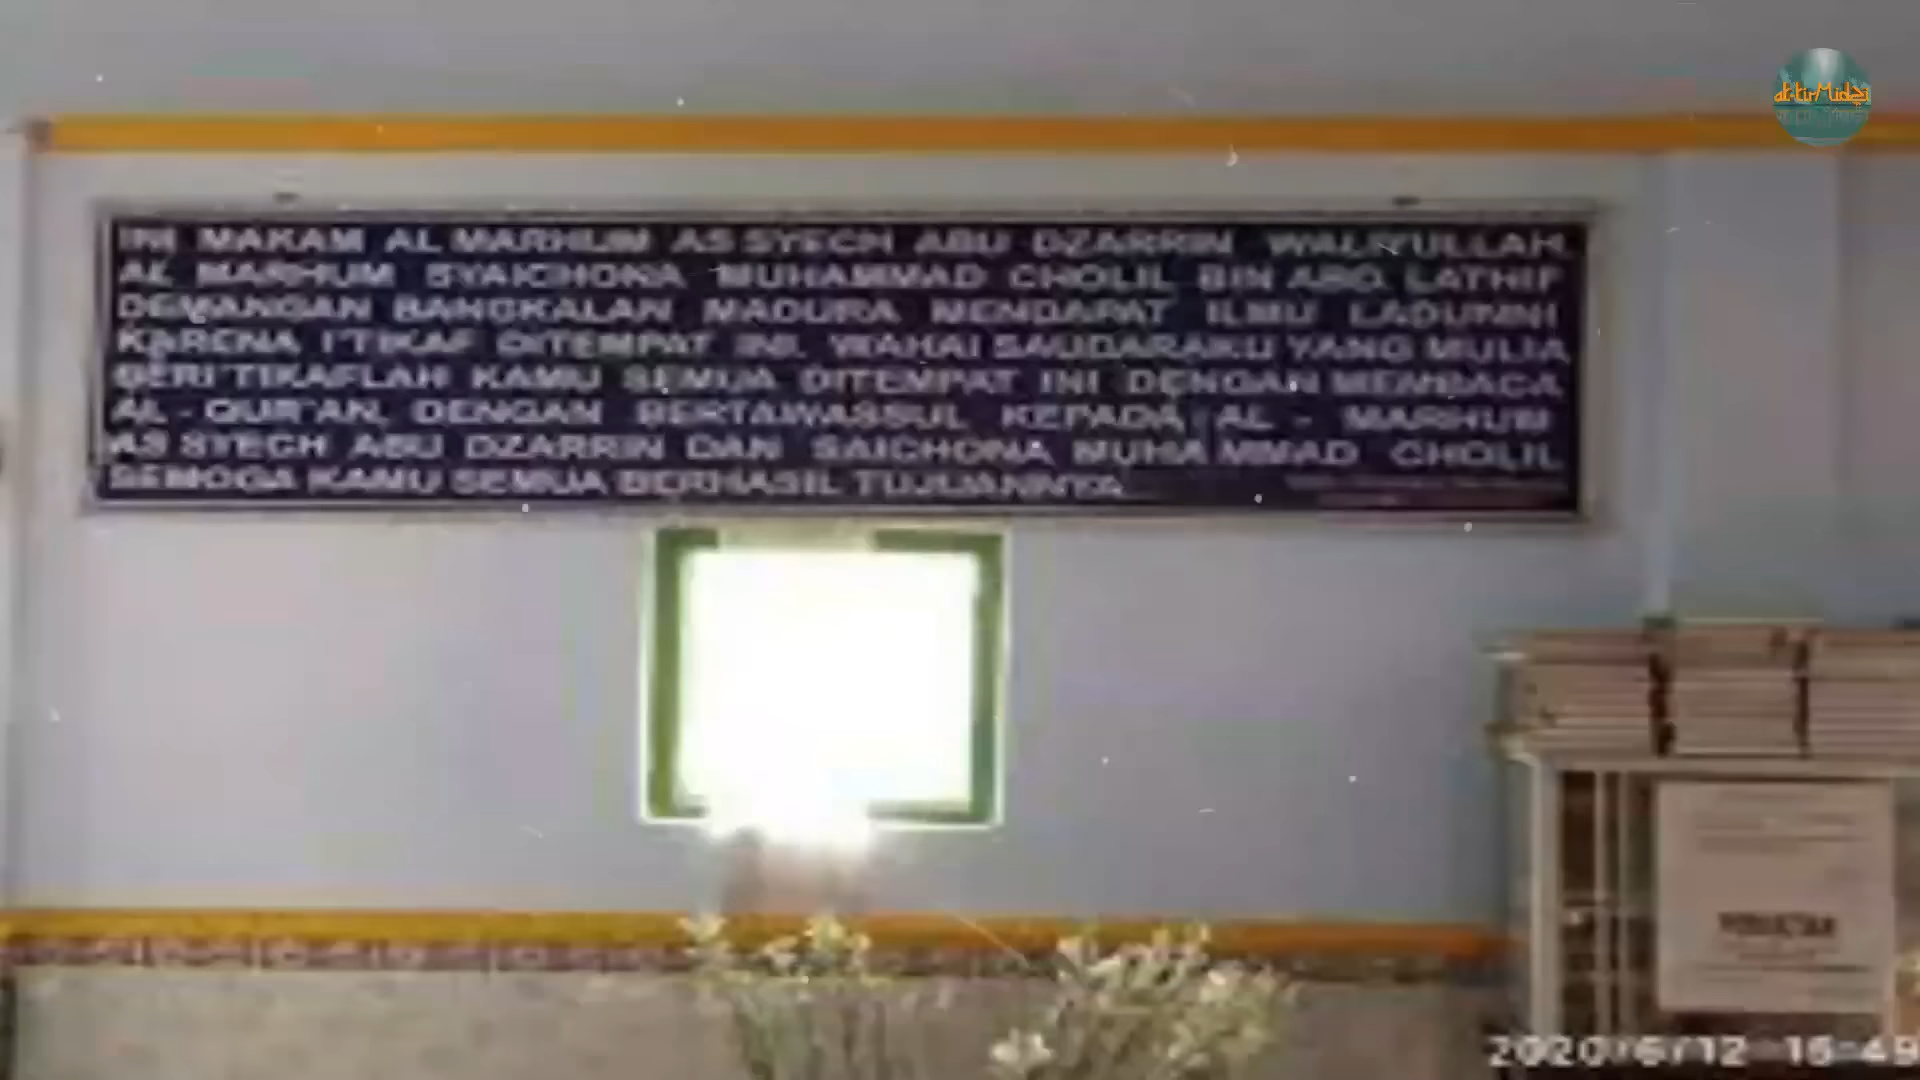 at-tirMidzi
INI MAKAM AL MARHUM AS SYECH ABU DZARRIN WALIYULLAH
AL MARHUM SYAICHONA MUHAMMAD CHOLIL BIN ABD. LATHIF
DEMANGAN BANGKALAN MADURA MENDAPAT ILMU LADUNNI
KARENA I'TIKAF DITEMPAT INI. WAHAI SAUDARAKU YANG MULIA
BERI'TIKAFLAH KAMU SEMUA DITEMPAT INI DENGAN MEMBACA
AL - QUR'AN, DENGAN BERTAWASSUL KEPADA AL - MARHUM
AS SYECH ABU DZARRIN DAN SAICHONA MUHAMMAD CHOLIL
SEMOGA KAMU SEMUA BERHASIL TUJUANNYA
2020/6/12 16:49